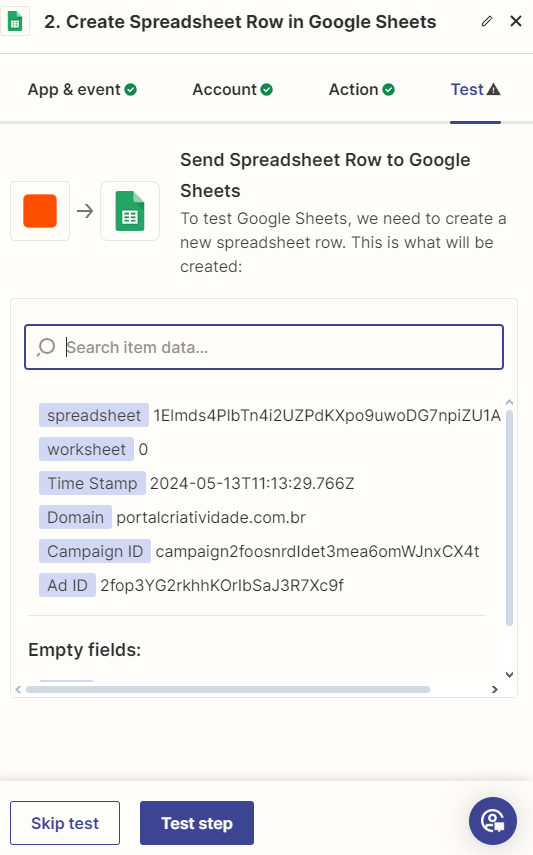 2. Create Spreadsheet Row in Google Sheets
App & event Account Action Test
Send Spreadsheet Row to Google
Sheets
To test Google Sheets, we need to create a
new spreadsheet row. This is what will be
created:
Search item data...
spreadsheet 1Elmds4PlbTn4i2UZPdKXpo9uwoDG7npiZU1A
worksheet 0
Time Stamp 2024-05-13T11:13:29.766Z
Domain portalcriatividade.com.br
Campaign ID campaign2foosnrdIdet3mea6omWJnxCX4t
Ad ID 2fop3YG2rkhhKOrIbSaJ3R7Xc9f
Empty fields:
Skip test Test step